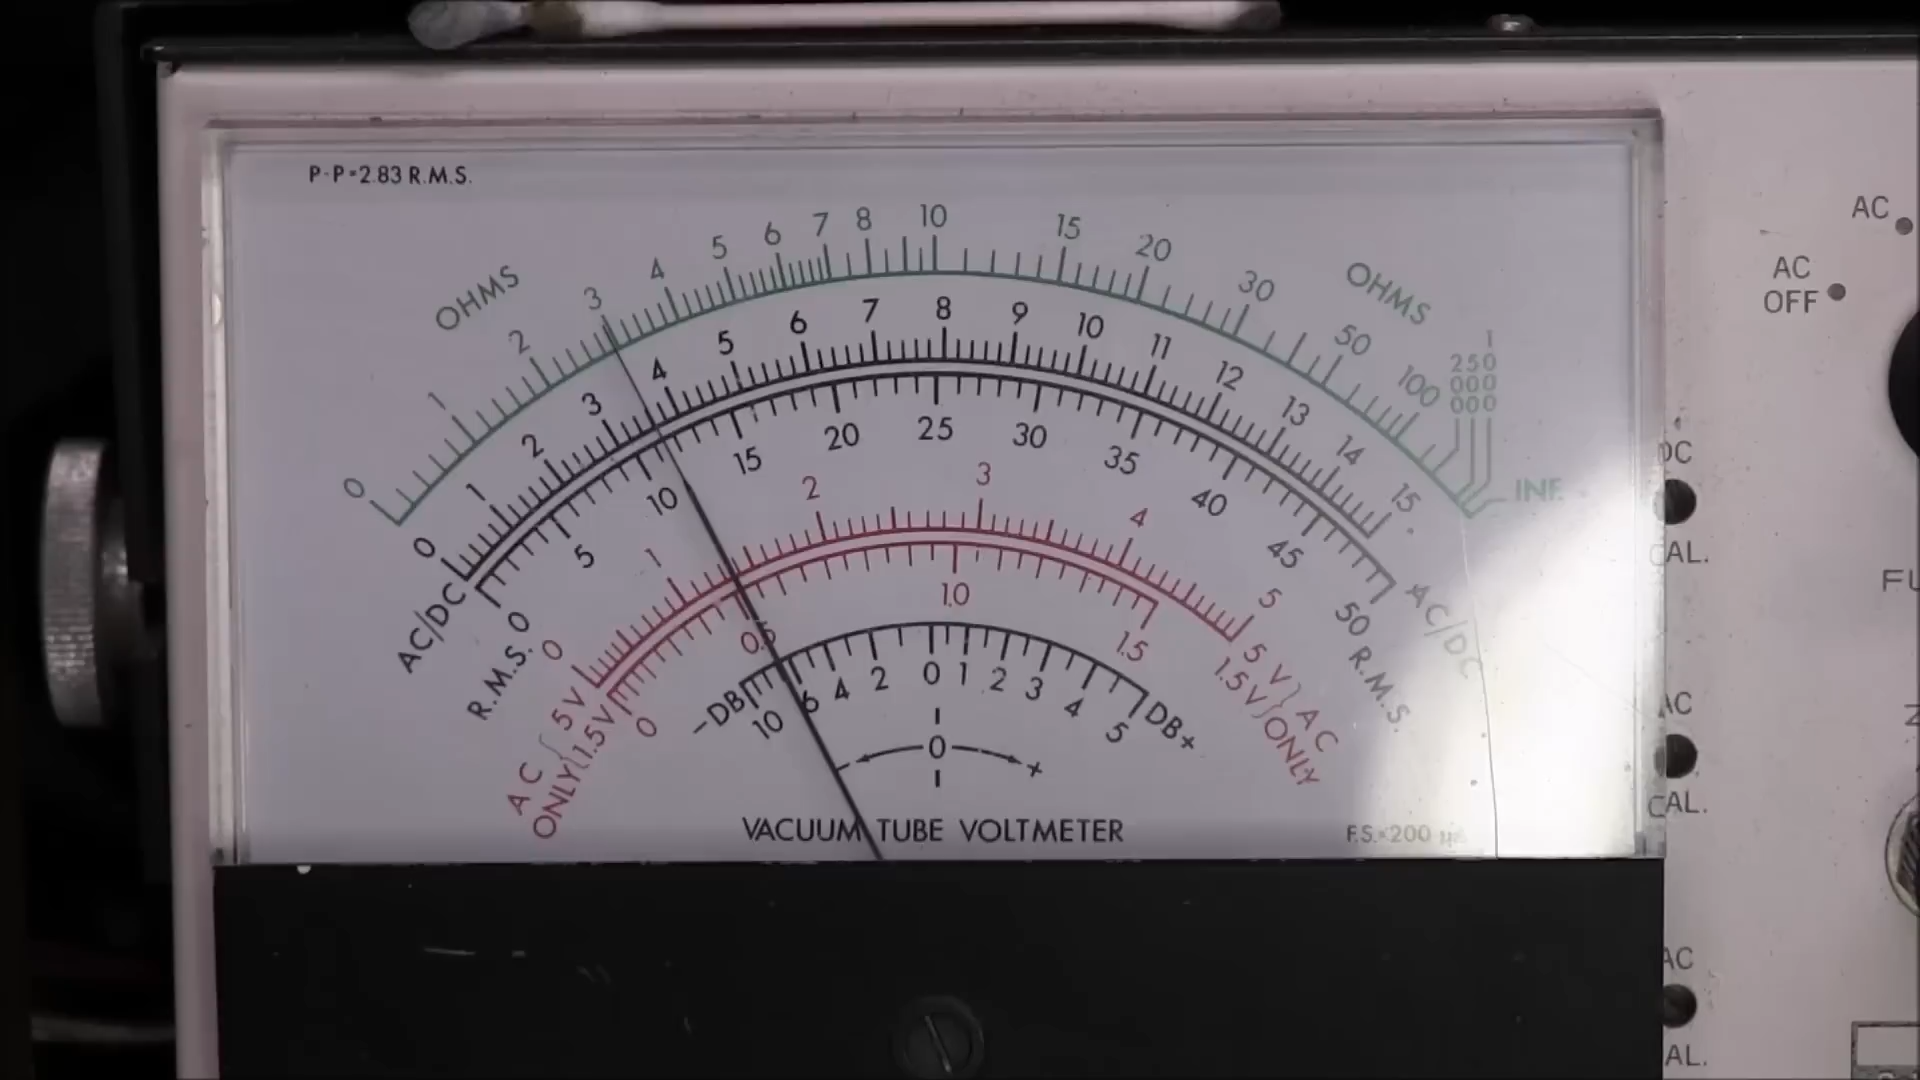 P-P=2.83 R.M.S.
OHMS
OHMS
0 1 2 3 4 5 6 7 8 10 15 20 30 50 100
1
250
000
000
INF.
0 1 2 3 4 5 6 7 8 9 10 11 12 13 14 15
AC/DC
AC/DC
0 5 10 15 20 25 30 35 40 45 50
R.M.S.
R.M.S.
0 1 2 3 4 5
AC ONLY { 5V
1.5V
5V
1.5V } AC ONLY
0 1.0 1.5
-DB 10 6 4 2 0 1 2 3 4 5 DB+
- 0 +
VACUUM TUBE VOLTMETER
F.S.=200
AC
AC
OFF
DC
CAL.
AC
CAL.
AC
CAL.